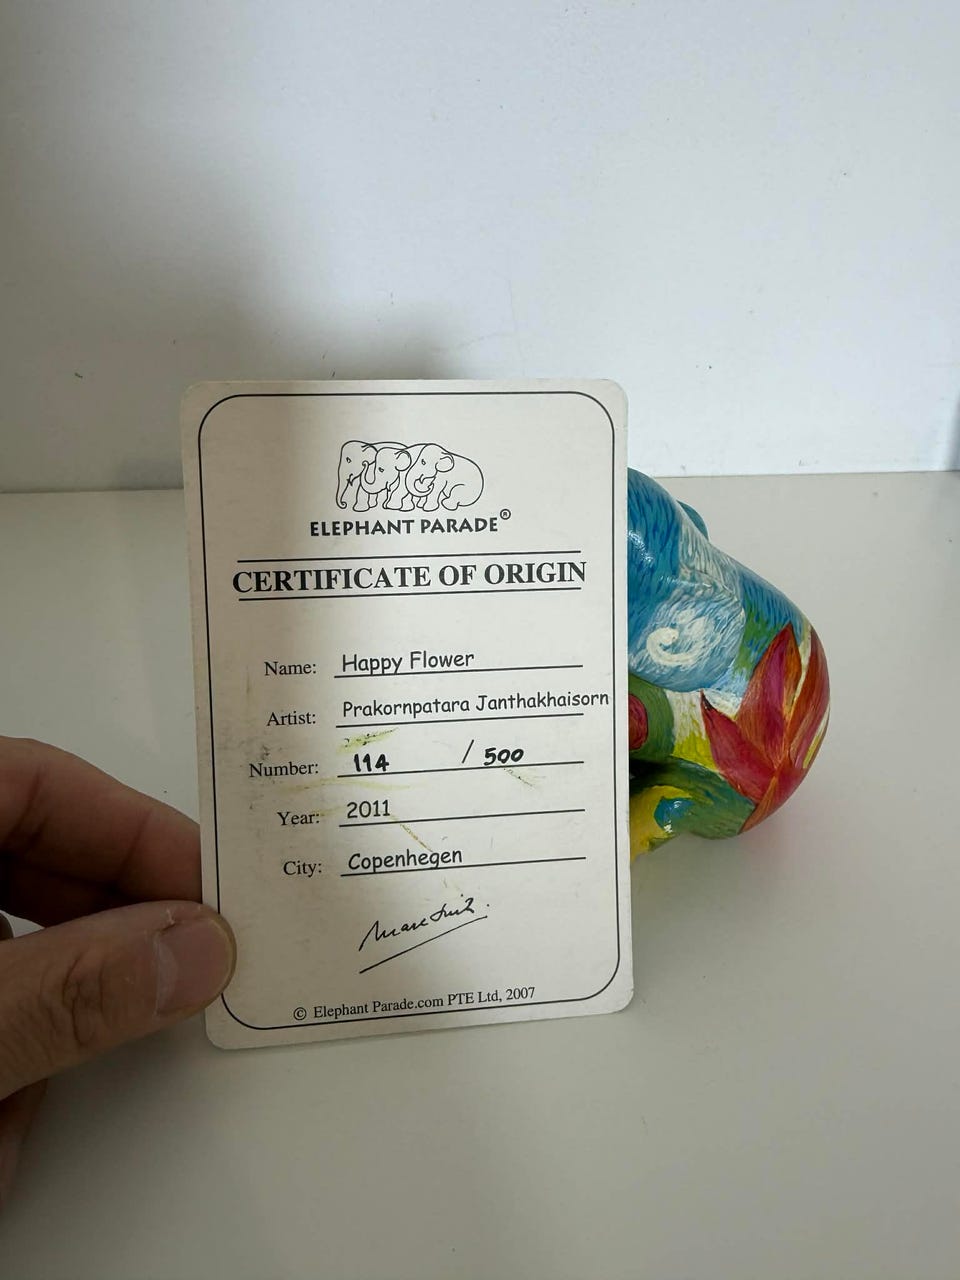 ELEPHANT PARADE®
CERTIFICATE OF ORIGIN
Name: Happy Flower
Artist: Prakornpatara Janthakhaisorn
Number: 114 / 500
Year: 2011
City: Copenhegen
© Elephant Parade.com PTE Ltd, 2007